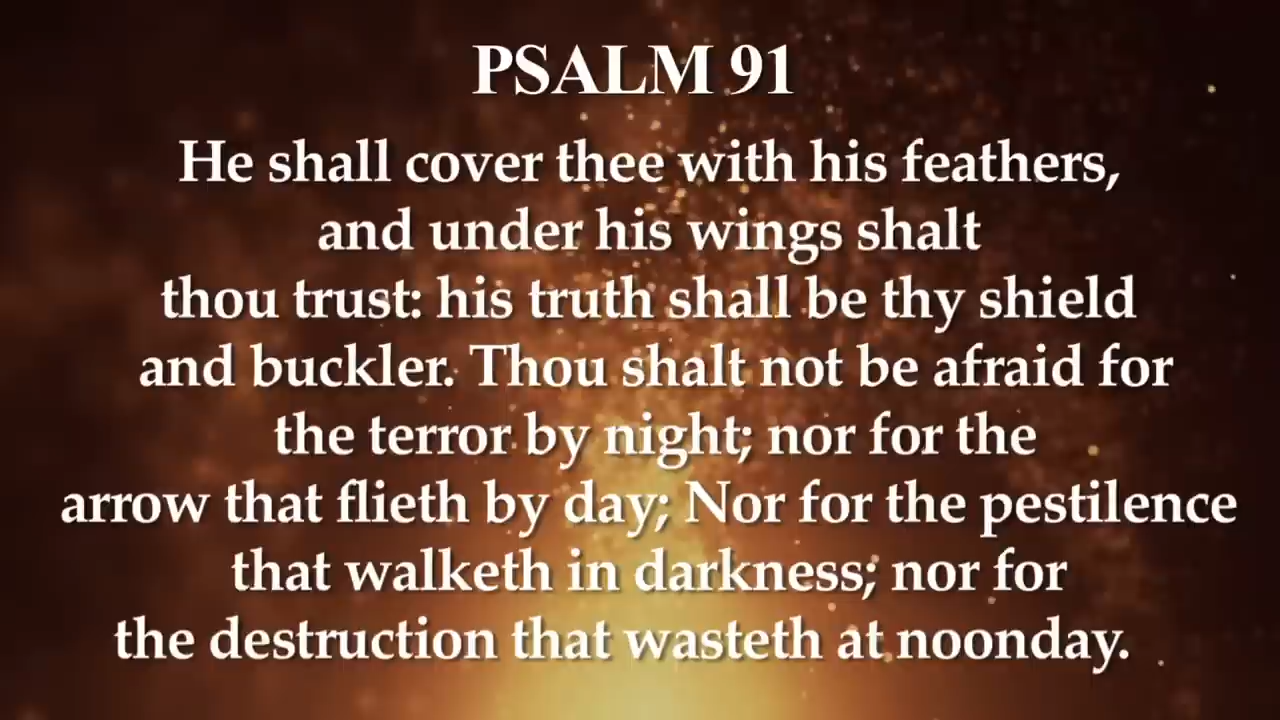 PSALM 91
He shall cover thee with his feathers,
and under his wings shalt
thou trust: his truth shall be thy shield
and buckler. Thou shalt not be afraid for
the terror by night; nor for the
arrow that flieth by day; Nor for the pestilence
that walketh in darkness; nor for
the destruction that wasteth at noonday.